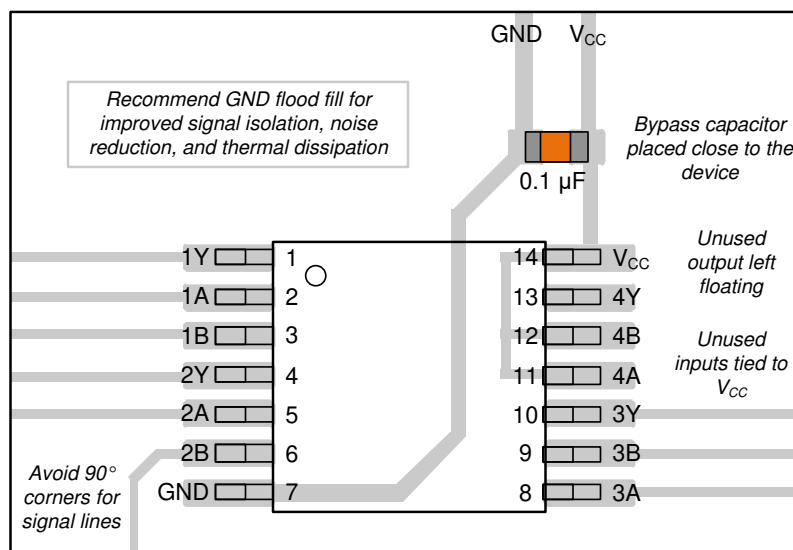 GND VCC
Recommend GND flood fill for
improved signal isolation, noise
reduction, and thermal dissipation
Bypass capacitor
placed close to the
device
0.1 µF
1Y 1 14 VCC
1A 2 13 4Y
1B 3 12 4B
2Y 4 11 4A
2A 5 10 3Y
2B 6 9 3B
GND 7 8 3A
Unused
output left
floating
Unused
inputs tied to
VCC
Avoid 90°
corners for
signal lines